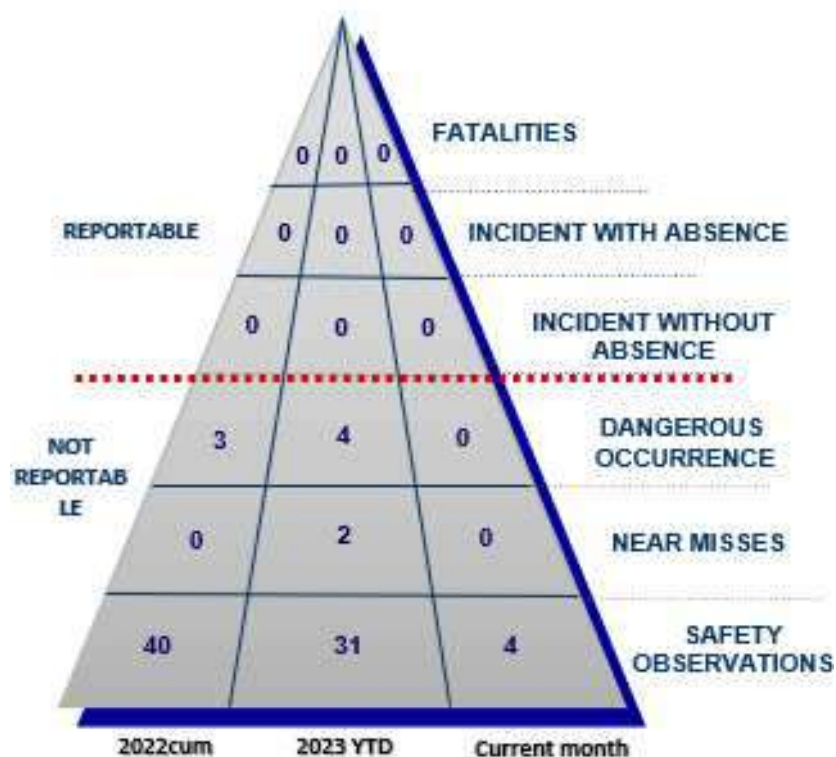 FATALITIES
0 0 0
REPORTABLE
0 0 0
INCIDENT WITH ABSENCE
0 0 0
INCIDENT WITHOUT
ABSENCE
NOT
REPORTAB
LE
3 4 0
DANGEROUS
OCCURRENCE
0 2 0
NEAR MISSES
40 31 4
SAFETY
OBSERVATIONS
2022cum 2023 YTD Current month